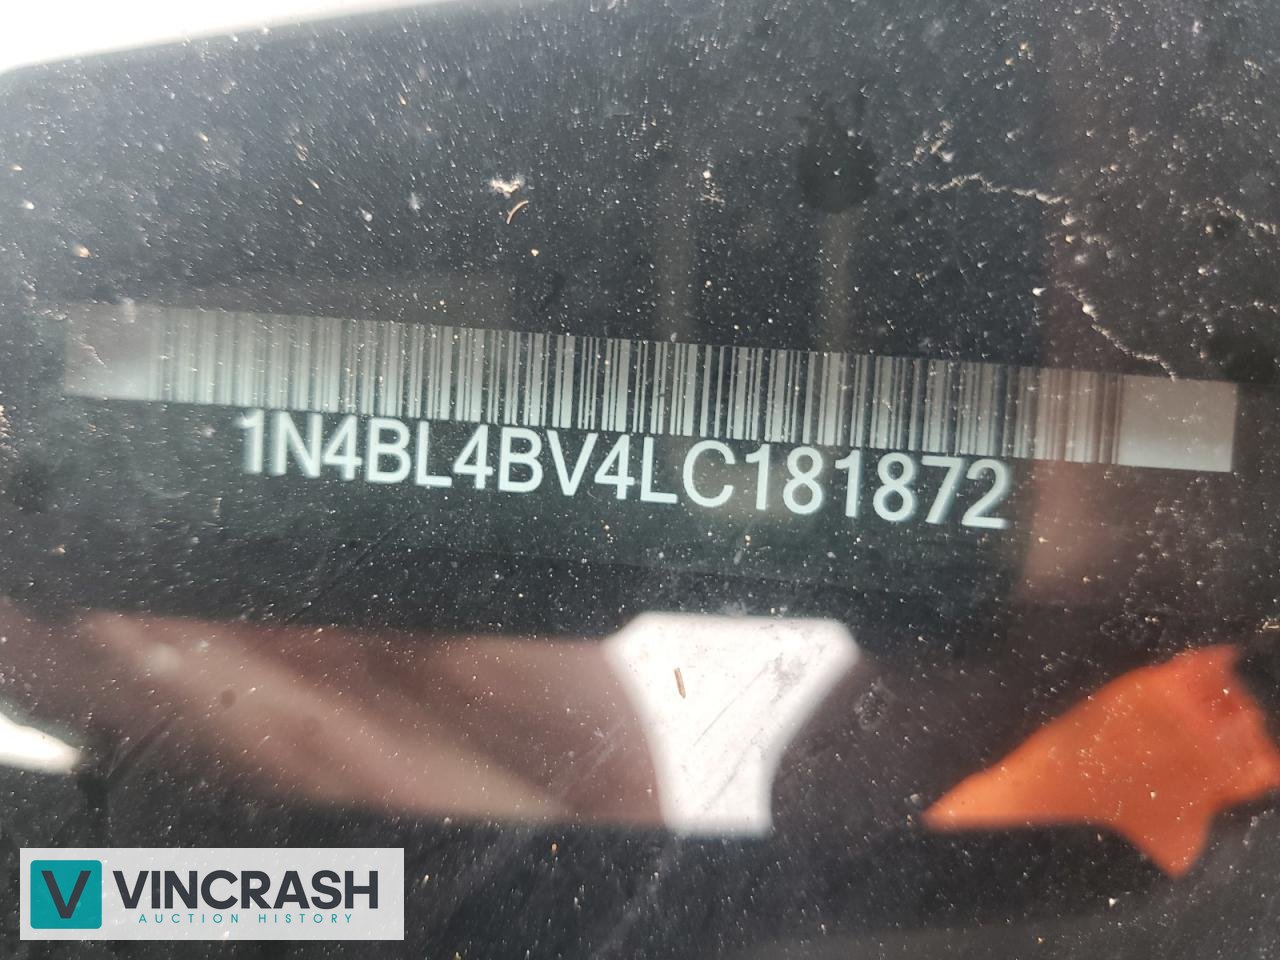 1N4BL4BV4LC181872
V VINCRASH
AUCTION HISTORY